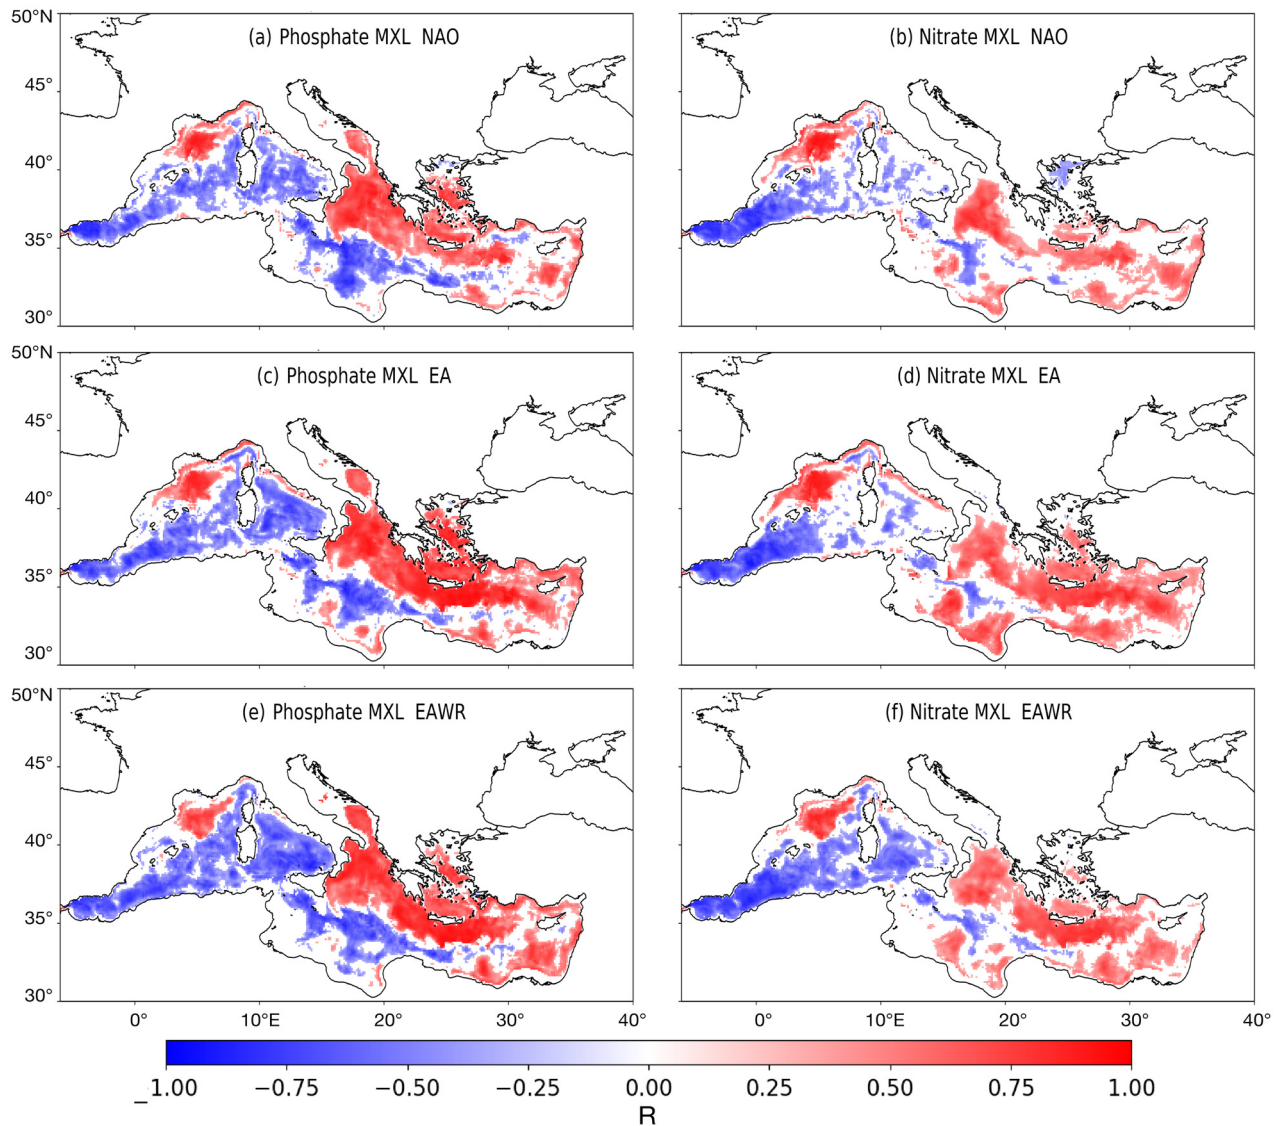 50°N
(a) Phosphate MXL NAO
(b) Nitrate MXL NAO
45°
40°
35°
30°
50°N
(c) Phosphate MXL EA
(d) Nitrate MXL EA
45°
40°
35°
30°
50°N
(e) Phosphate MXL EAWR
(f) Nitrate MXL EAWR
45°
40°
35°
30°
0° 10°E 20° 30° 40° 0° 10°E 20° 30° 40°
−1.00 −0.75 −0.50 −0.25 0.00 0.25 0.50 0.75 1.00
R